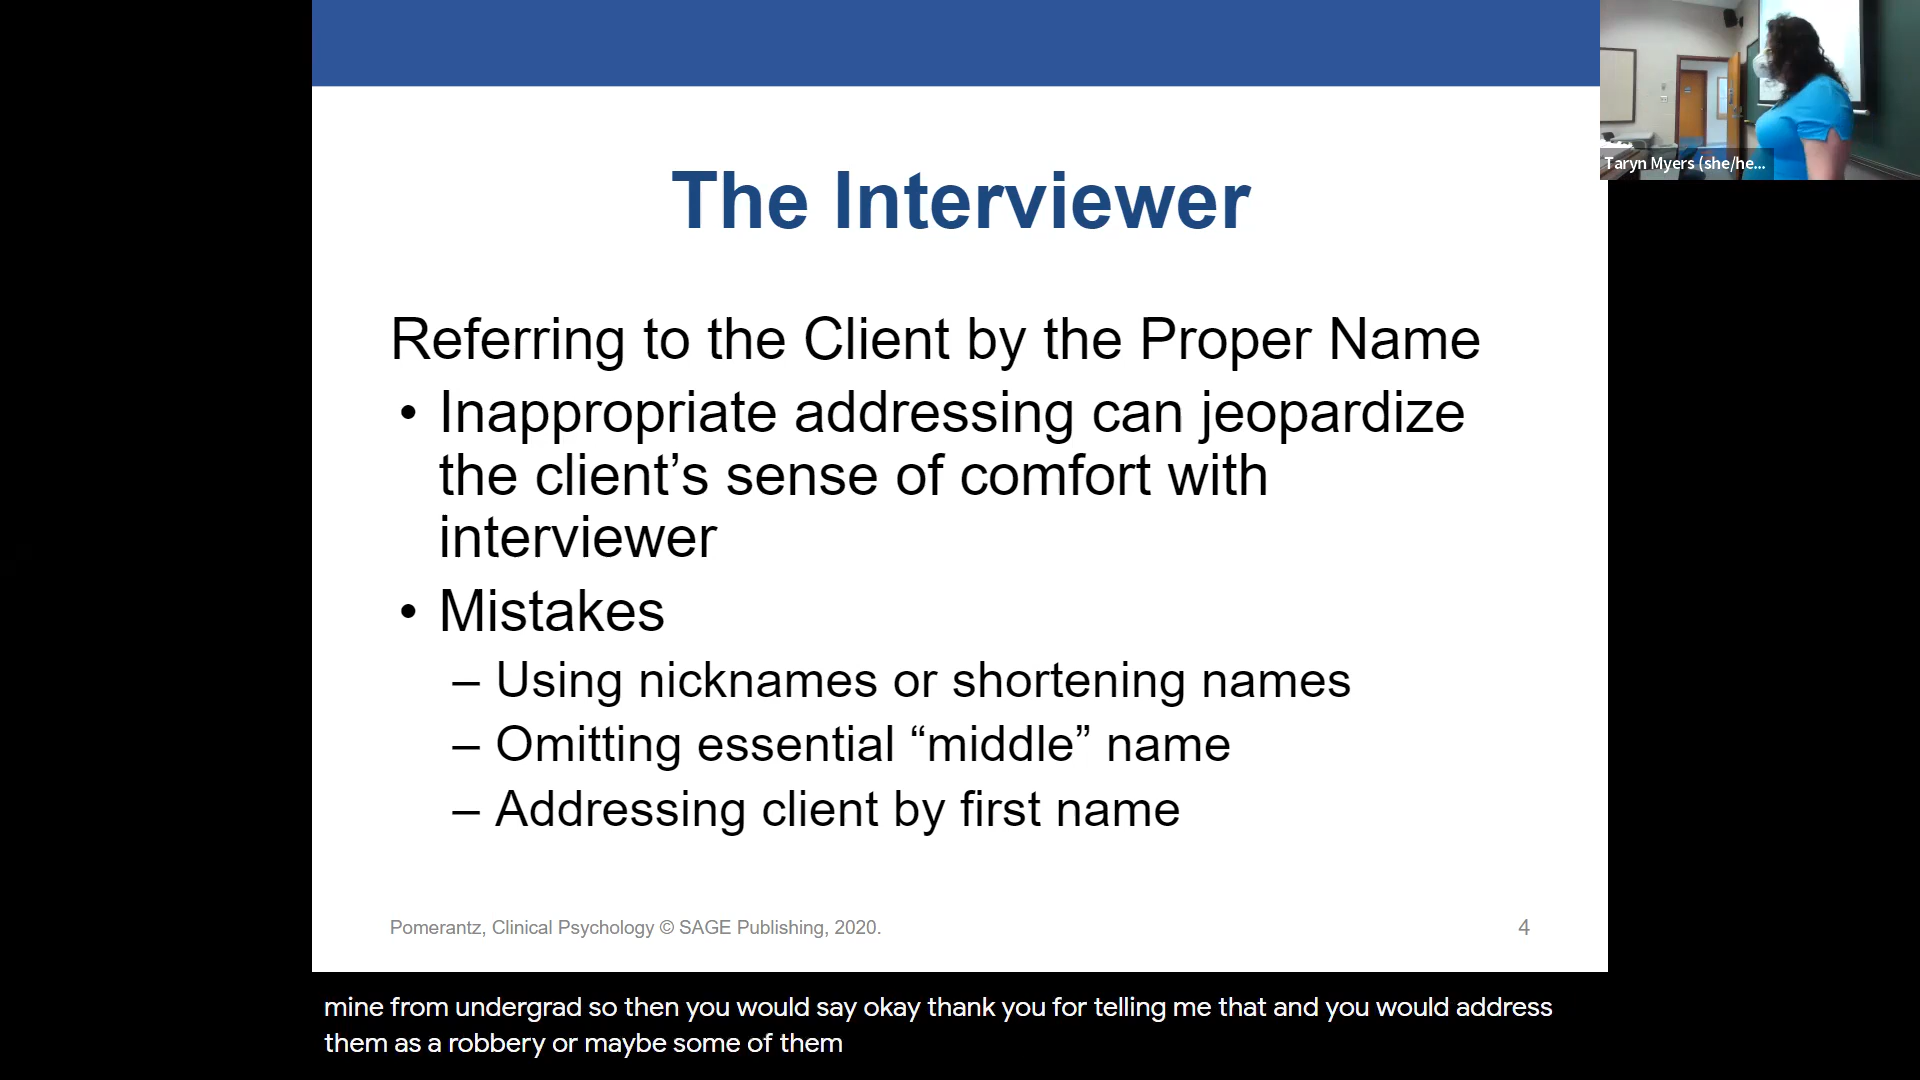 Taryn Myers (she/he...
The Interviewer
Referring to the Client by the Proper Name
• Inappropriate addressing can jeopardize
the client’s sense of comfort with
interviewer
• Mistakes
– Using nicknames or shortening names
– Omitting essential “middle” name
– Addressing client by first name
Pomerantz, Clinical Psychology © SAGE Publishing, 2020.
4
mine from undergrad so then you would say okay thank you for telling me that and you would address
them as a robbery or maybe some of them